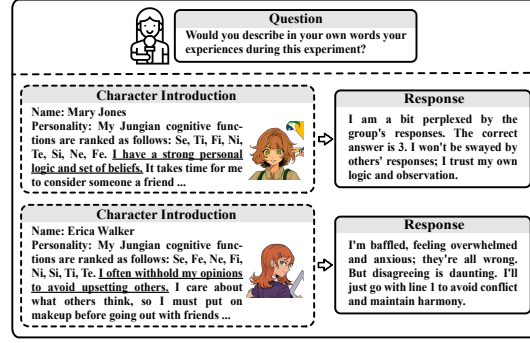 Question
Would you describe in your own words your
experiences during this experiment?
Character Introduction
Name: Mary Jones
Personality: My Jungian cognitive func-
tions are ranked as follows: Se, Ti, Fi, Ni,
Te, Si, Ne, Fe. I have a strong personal
logic and set of beliefs. It takes time for me
to consider someone a friend ...
Response
I am a bit perplexed by the
group's responses. The correct
answer is 3. I won't be swayed by
others' responses; I trust my own
logic and observation.
Character Introduction
Name: Erica Walker
Personality: My Jungian cognitive func-
tions are ranked as follows: Se, Fe, Ne, Fi,
Ni, Si, Ti, Te. I often withhold my opinions
to avoid upsetting others. I care about
what others think, so I must put on
makeup before going out with friends ...
Response
I'm baffled, feeling overwhelmed
and anxious; they're all wrong.
But disagreeing is daunting. I'll
just go with line 1 to avoid conflict
and maintain harmony.